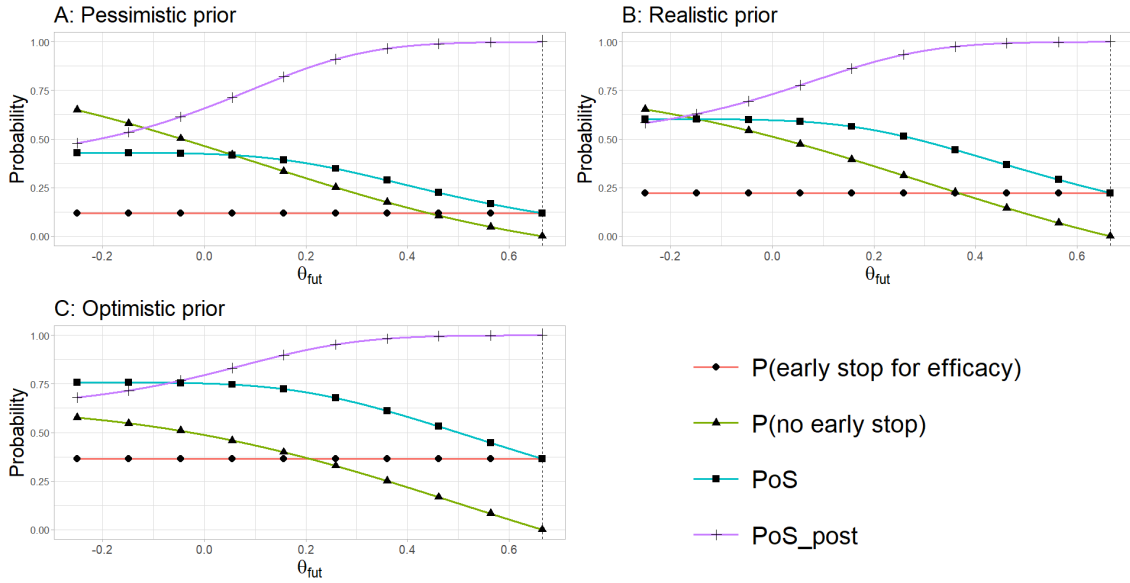 A: Pessimistic prior
Probability
1.00
0.75
0.50
0.25
0.00
-0.2
0.0
0.2
0.4
0.6
θfut
B: Realistic prior
Probability
1.00
0.75
0.50
0.25
0.00
-0.2
0.0
0.2
0.4
0.6
θfut
C: Optimistic prior
Probability
1.00
0.75
0.50
0.25
0.00
-0.2
0.0
0.2
0.4
0.6
θfut
P(early stop for efficacy)
P(no early stop)
PoS
PoS_post